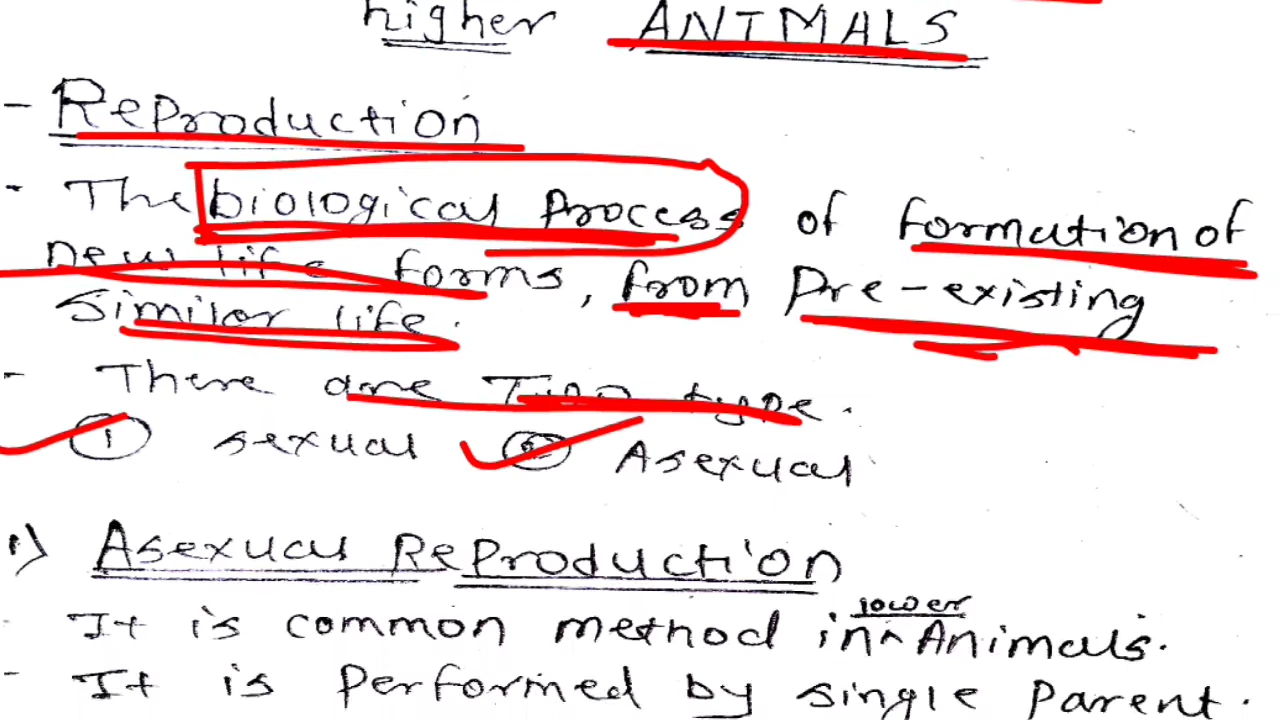 higher ANIMALS
- Reproduction
- The biological process of formation of
new life forms, from Pre-existing
similar life.
- There are Two type.
① sexual ② Asexual
1) Asexual Reproduction
- It is common method in ^ lower Animals.
- It is performed by single parent.